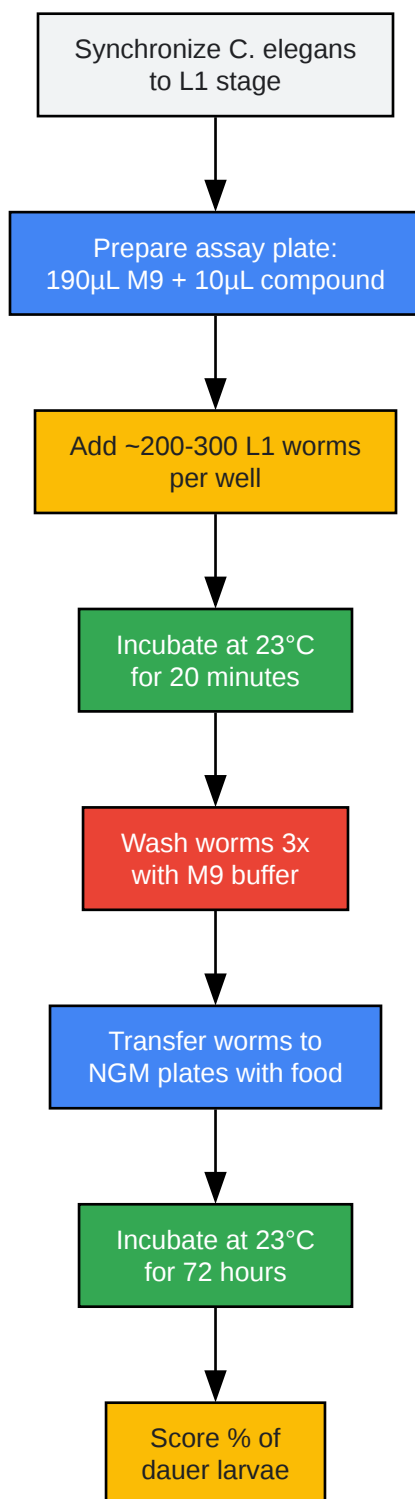 Synchronize C. elegans
to L1 stage
Prepare assay plate:
190µL M9 + 10µL compound
Add ~200-300 L1 worms
per well
Incubate at 23°C
for 20 minutes
Wash worms 3x
with M9 buffer
Transfer worms to
NGM plates with food
Incubate at 23°C
for 72 hours
Score % of
dauer larvae